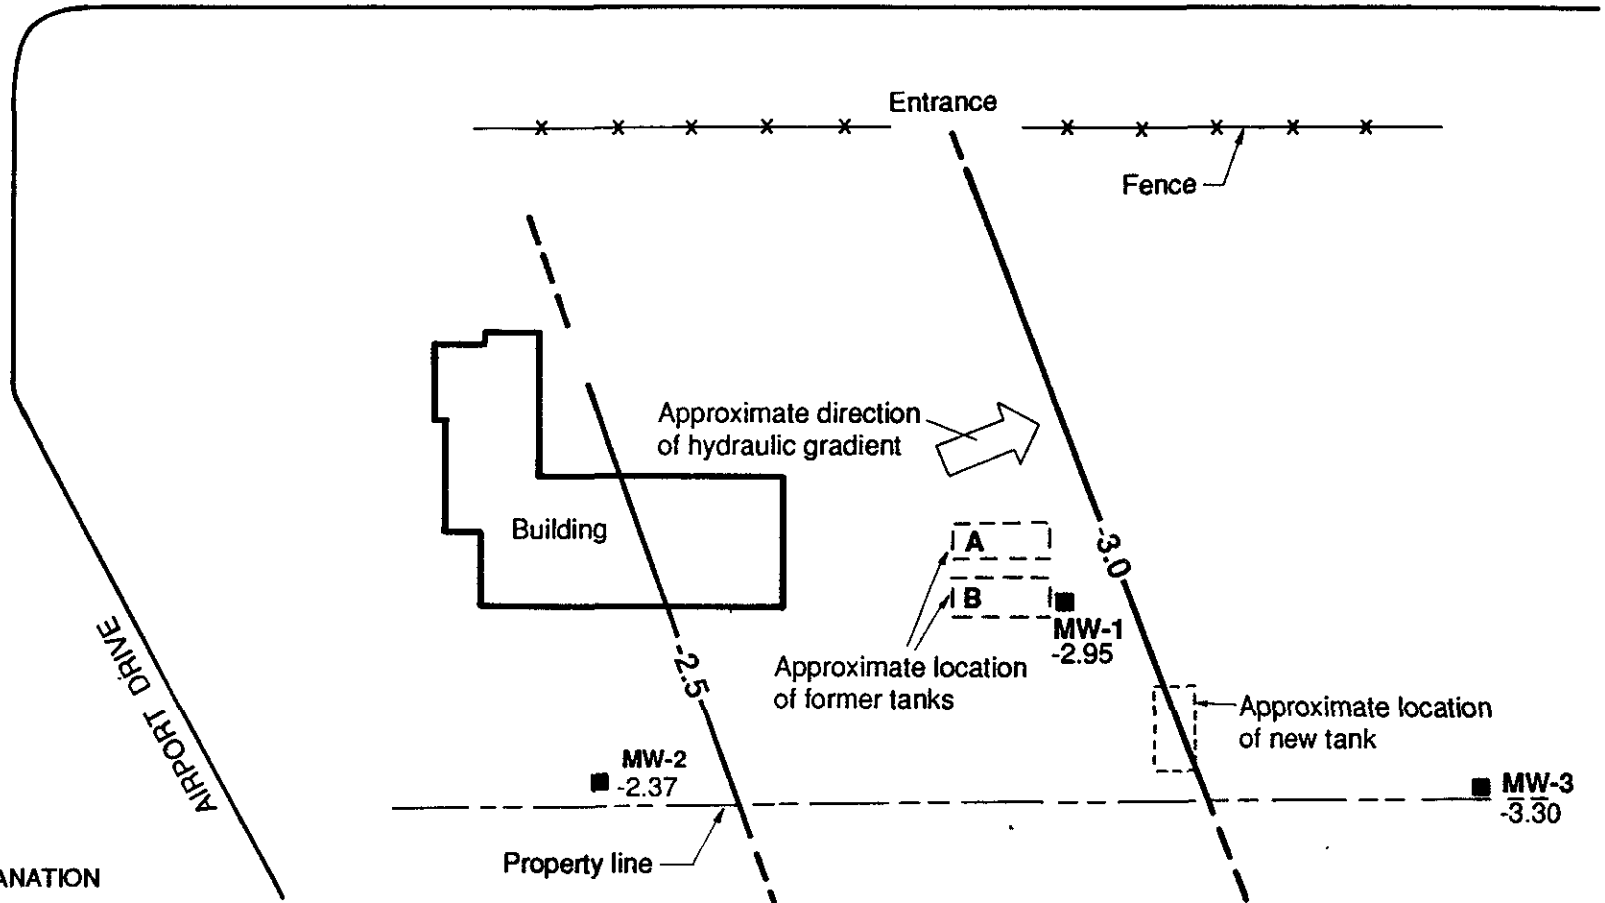 Entrance
Fence
Approximate direction
of hydraulic gradient
Building
A
B
-3.0
MW-1
-2.95
-2.5
Approximate location
of former tanks
Approximate location
of new tank
AIRPORT DRIVE
MW-2
-2.37
MW-3
-3.30
Property line
ANATION